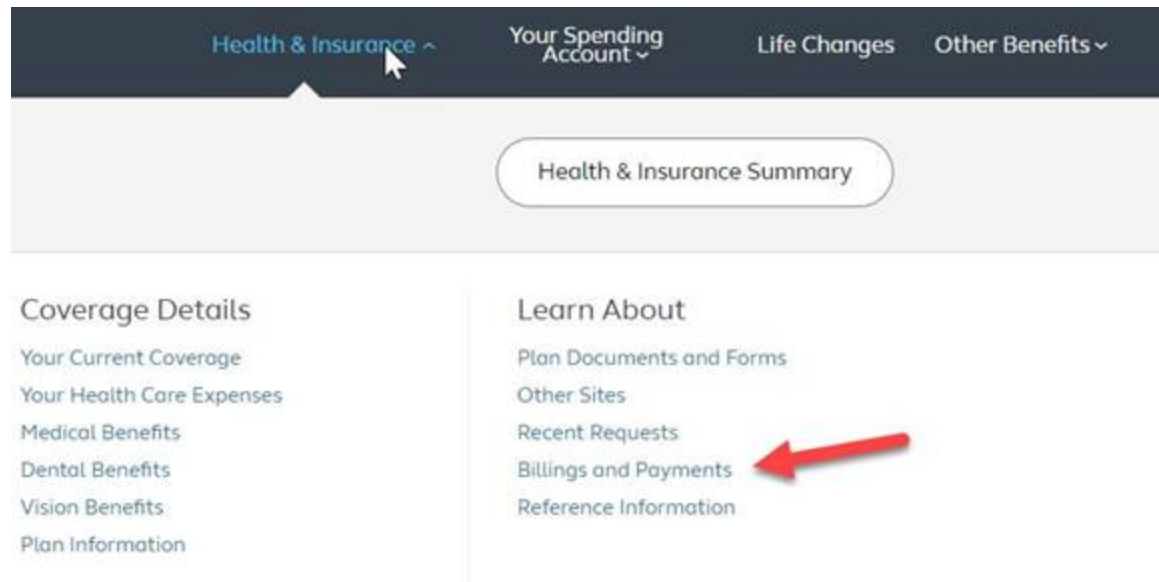 Health & Insurance
Your Spending
Account
Life Changes
Other Benefits
Health & Insurance Summary
Coverage Details
Your Current Coverage
Your Health Care Expenses
Medical Benefits
Dental Benefits
Vision Benefits
Plan Information
Learn About
Plan Documents and Forms
Other Sites
Recent Requests
Billings and Payments
Reference Information